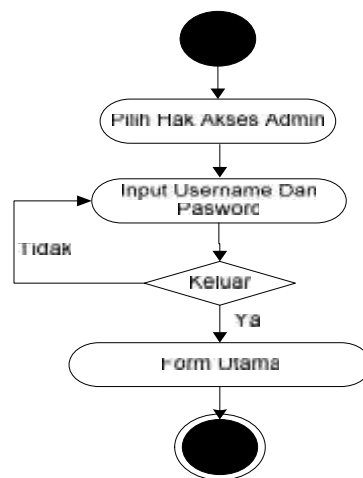 Pilih Hak Akses Admin
Input Username Dan
Pasword
Tidak
Keluar
Ya
Form Utama